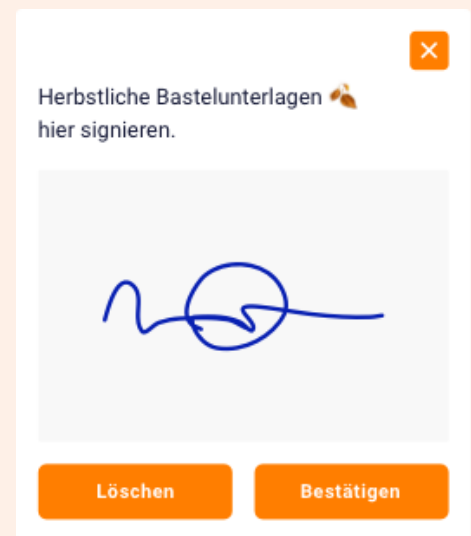 Herbstliche Bastelunterlagen 🍂
hier signieren.
Löschen
Bestätigen